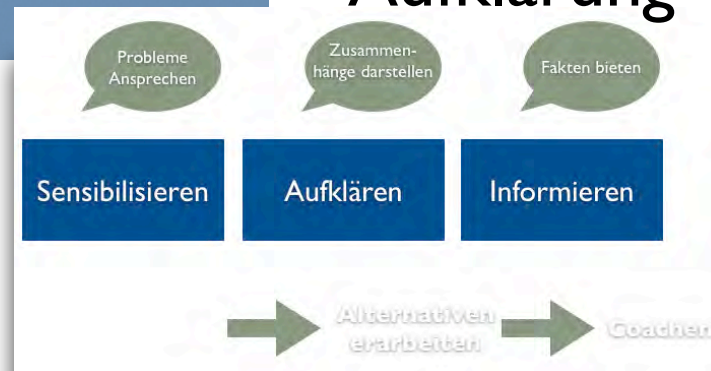 Aufklärung
Probleme
Ansprechen
Zusammen-
hänge darstellen
Fakten bieten
Sensibilisieren
Aufklären
Informieren
Alternativen
erarbeiten
Coachen